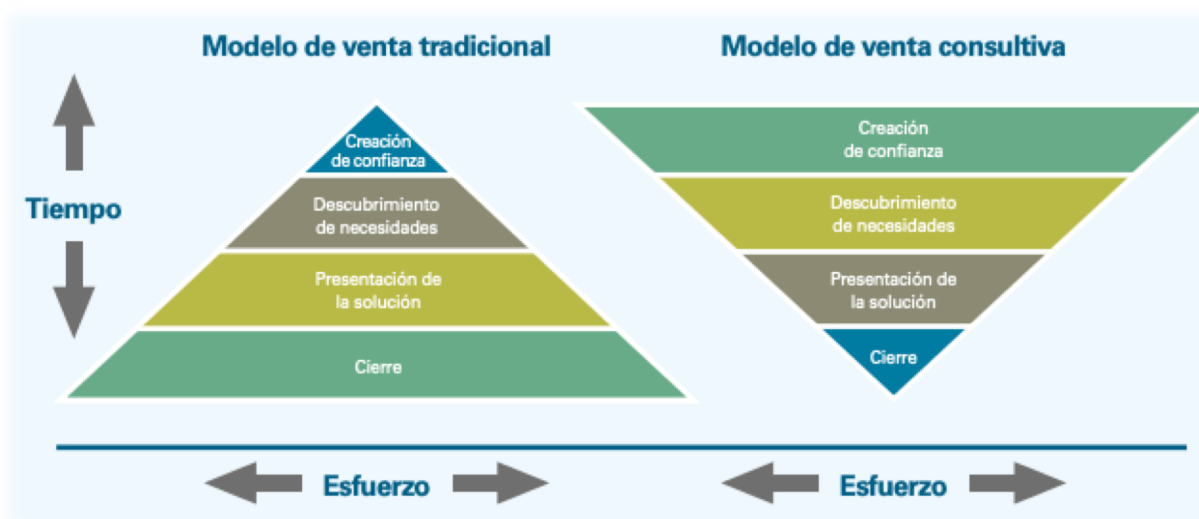 Modelo de venta tradicional
Modelo de venta consultiva
Tiempo
Creación
de confianza
Descubrimiento
de necesidades
Presentación de
la solución
Cierre
Creación
de confianza
Descubrimiento
de necesidades
Presentación de
la solución
Cierre
Esfuerzo
Esfuerzo